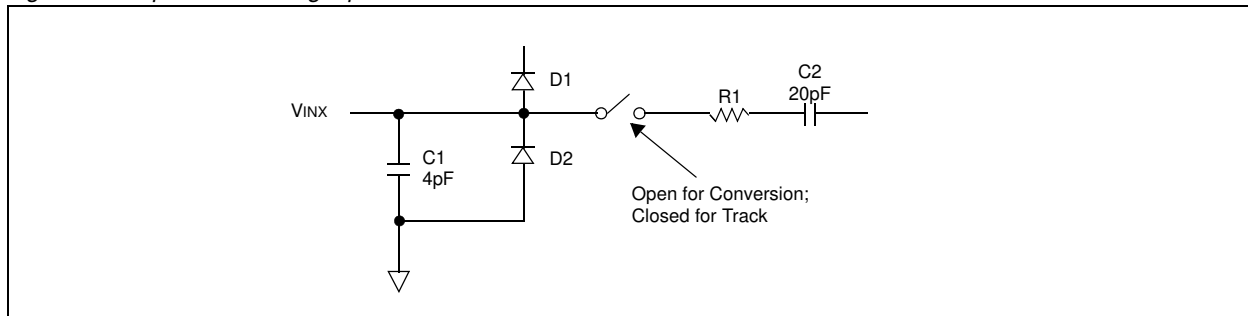 D1
VINX
R1
C2
20pF
C1
4pF
D2
Open for Conversion;
Closed for Track